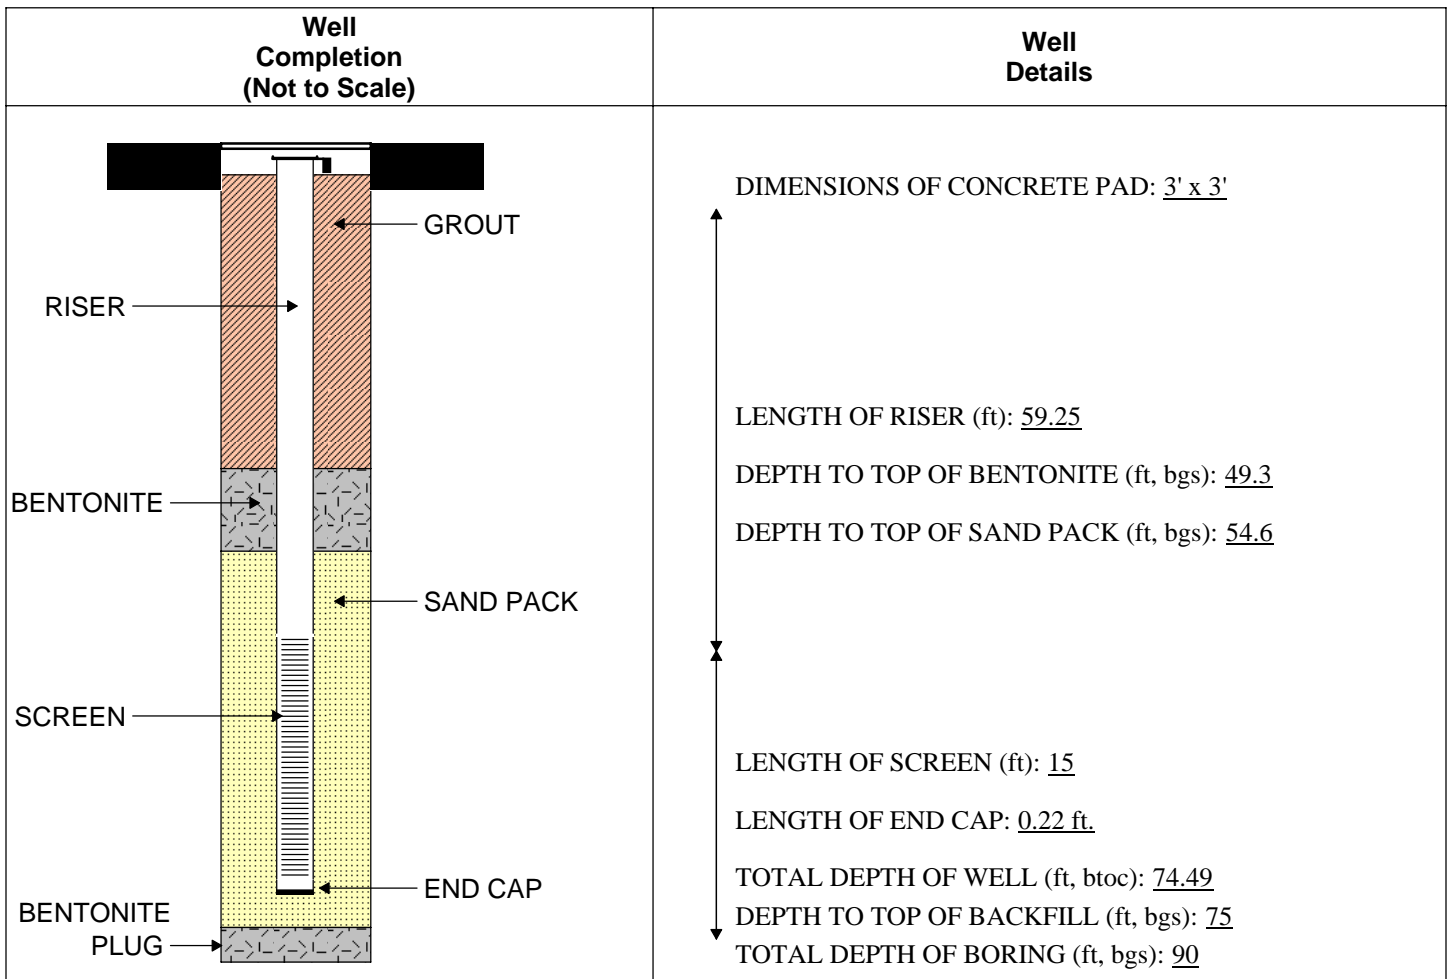 Well
Completion
(Not to Scale)
Well
Details
GROUT
RISER
BENTONITE
SAND PACK
SCREEN
END CAP
BENTONITE
PLUG
DIMENSIONS OF CONCRETE PAD: 3' x 3'
LENGTH OF RISER (ft): 59.25
DEPTH TO TOP OF BENTONITE (ft, bgs): 49.3
DEPTH TO TOP OF SAND PACK (ft, bgs): 54.6
LENGTH OF SCREEN (ft): 15
LENGTH OF END CAP: 0.22 ft.
TOTAL DEPTH OF WELL (ft, btoc): 74.49
DEPTH TO TOP OF BACKFILL (ft, bgs): 75
TOTAL DEPTH OF BORING (ft, bgs): 90